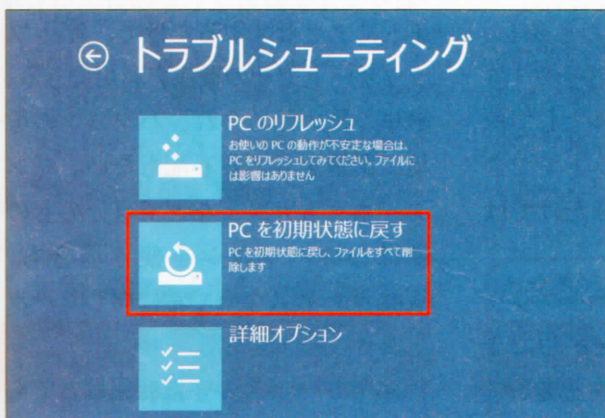 トラブルシューティング
PC のリフレッシュ
お使いの PC の動作が不安定な場合は、
PC をリフレッシュしてみてください。ファイルに
は影響はありません
PC を初期状態に戻す
PC を初期状態に戻し、ファイルをすべて削
除します
詳細オプション